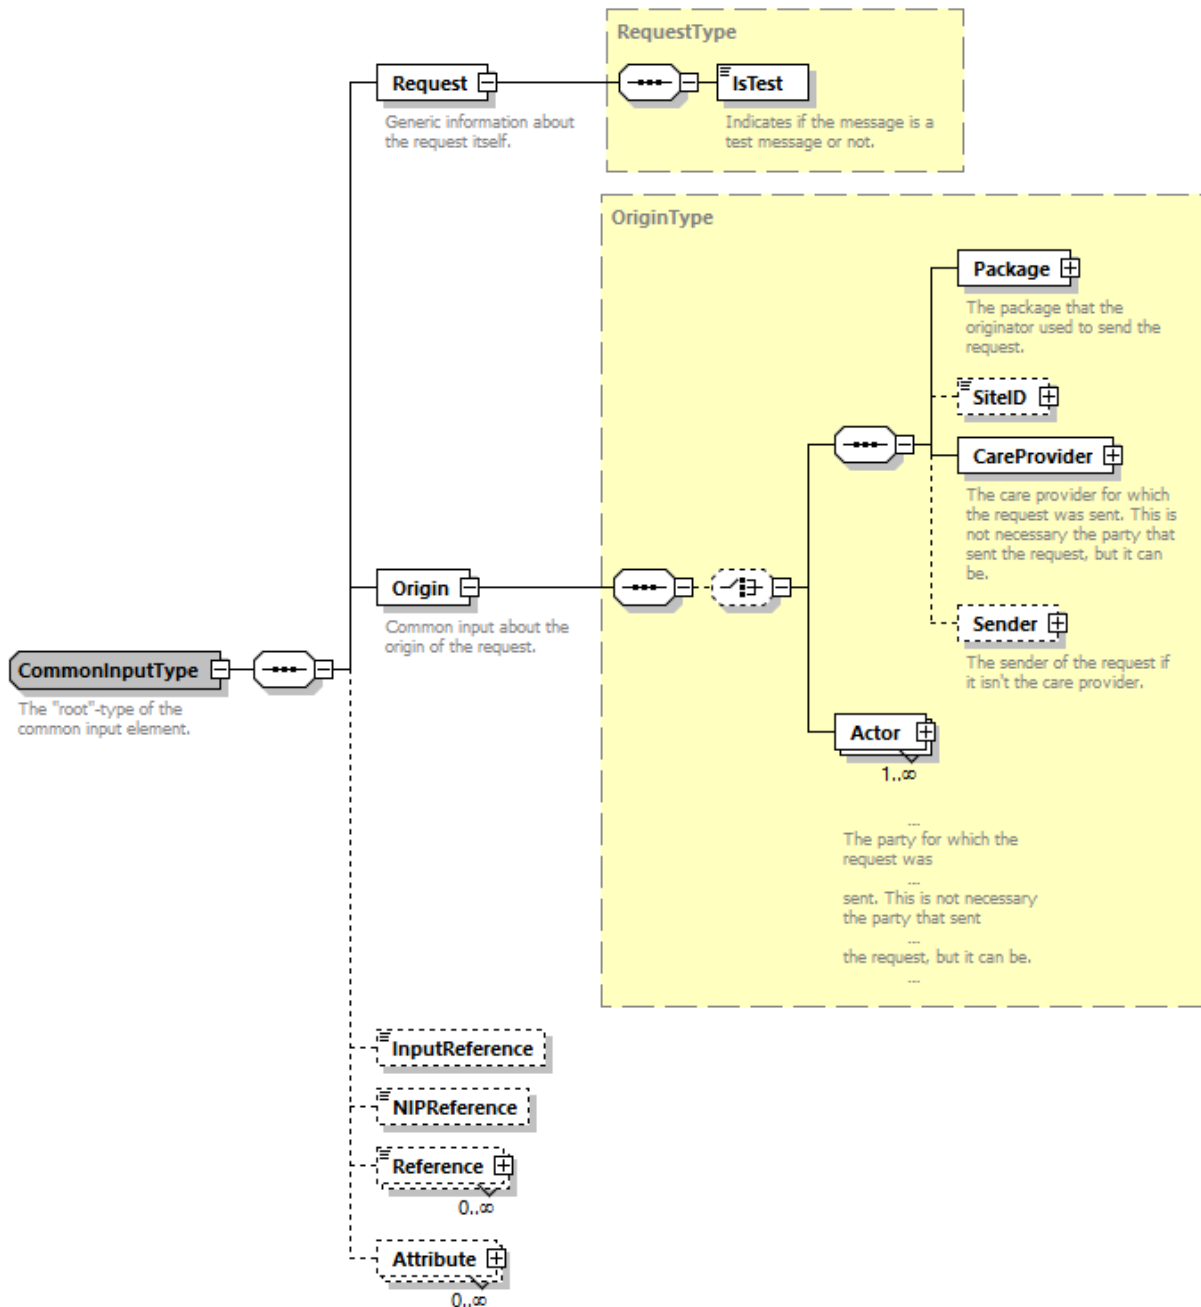 RequestType
Request
IsTest
Generic information about
the request itself.
Indicates if the message is a
test message or not.
OriginType
Package
The package that the
originator used to send the
request.
SiteID
CareProvider
The care provider for which
the request was sent. This is
not necessary the party that
sent the request, but it can
be.
Origin
Common input about the
origin of the request.
Sender
The sender of the request if
it isn't the care provider.
CommonInputType
The "root"-type of the
common input element.
Actor
1..∞
...
The party for which the
request was
...
sent. This is not necessary
the party that sent
...
the request, but it can be.
...
InputReference
NIPReference
Reference
0..∞
Attribute
0..∞